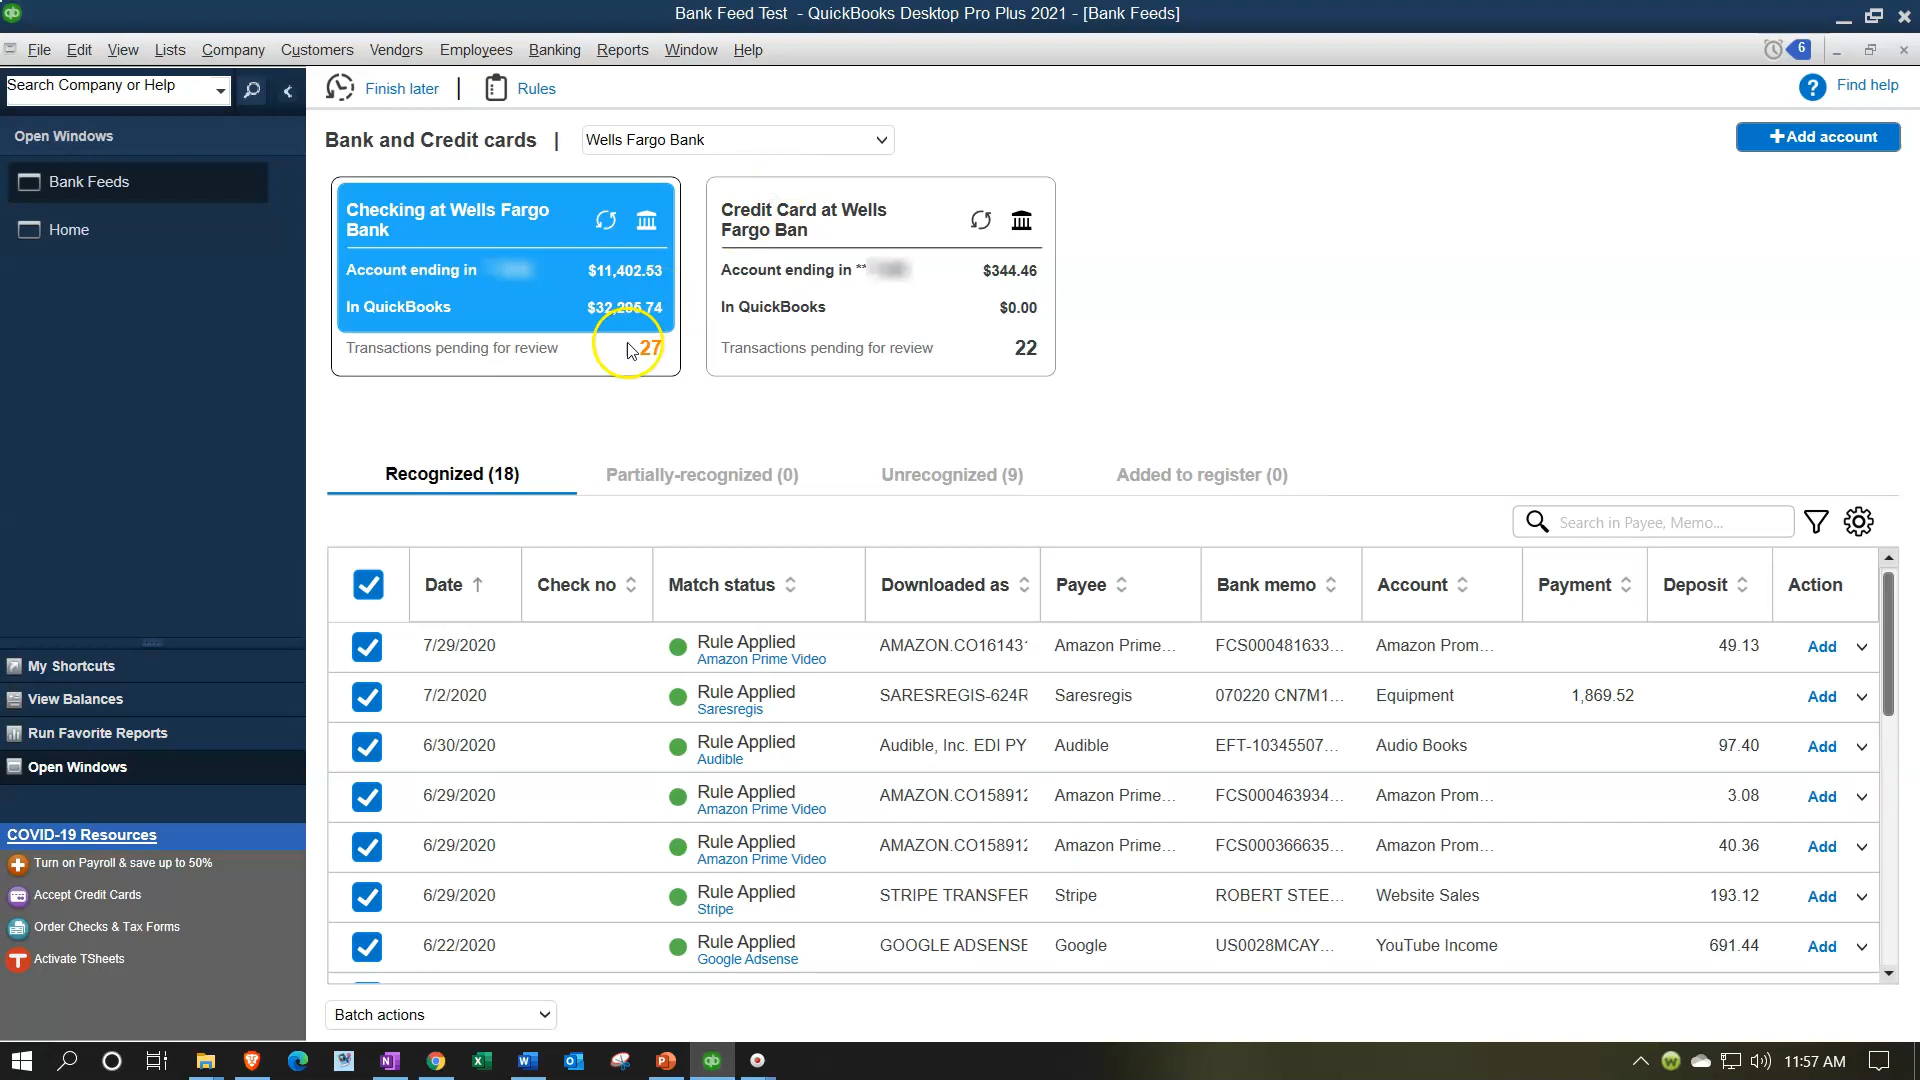 Bank Feed Test - QuickBooks Desktop Pro Plus 2021 - [Bank Feeds]
File Edit View Lists Company Customers Vendors Employees Banking Reports Window Help
6
Search Company or Help
Finish later | Rules
Find help
Open Windows
Bank Feeds
Home
Bank and Credit cards | Wells Fargo Bank
Add account
Checking at Wells Fargo
Bank
Account ending in $11,402.53
In QuickBooks $32,295.74
Transactions pending for review 27
Credit Card at Wells
Fargo Ban
Account ending in ** $344.46
In QuickBooks $0.00
Transactions pending for review 22
Recognized (18) Partially-recognized (0) Unrecognized (9) Added to register (0)
Search in Payee, Memo...
Date Check no Match status Downloaded as Payee Bank memo Account Payment Deposit Action
7/29/2020 Rule Applied AMAZON.CO16143 Amazon Prime... FCS000481633... Amazon Prom... 49.13 Add
Amazon Prime Video
7/2/2020 Rule Applied SARESREGIS-624R Saresregis 070220 CN7M1... Equipment 1,869.52 Add
Saresregis
6/30/2020 Rule Applied Audible, Inc. EDI PY Audible EFT-10345507... Audio Books 97.40 Add
Audible
6/29/2020 Rule Applied AMAZON.CO158912 Amazon Prime... FCS000463934... Amazon Prom... 3.08 Add
Amazon Prime Video
6/29/2020 Rule Applied AMAZON.CO158912 Amazon Prime... FCS000366635... Amazon Prom... 40.36 Add
Amazon Prime Video
6/29/2020 Rule Applied STRIPE TRANSFER Stripe ROBERT STEE... Website Sales 193.12 Add
Stripe
6/22/2020 Rule Applied GOOGLE ADSENSE Google US0028MCAY... YouTube Income 691.44 Add
Google Adsense
Batch actions
My Shortcuts
View Balances
Run Favorite Reports
Open Windows
COVID-19 Resources
Turn on Payroll & save up to 50%
Accept Credit Cards
Order Checks & Tax Forms
Activate TSheets
11:57 AM